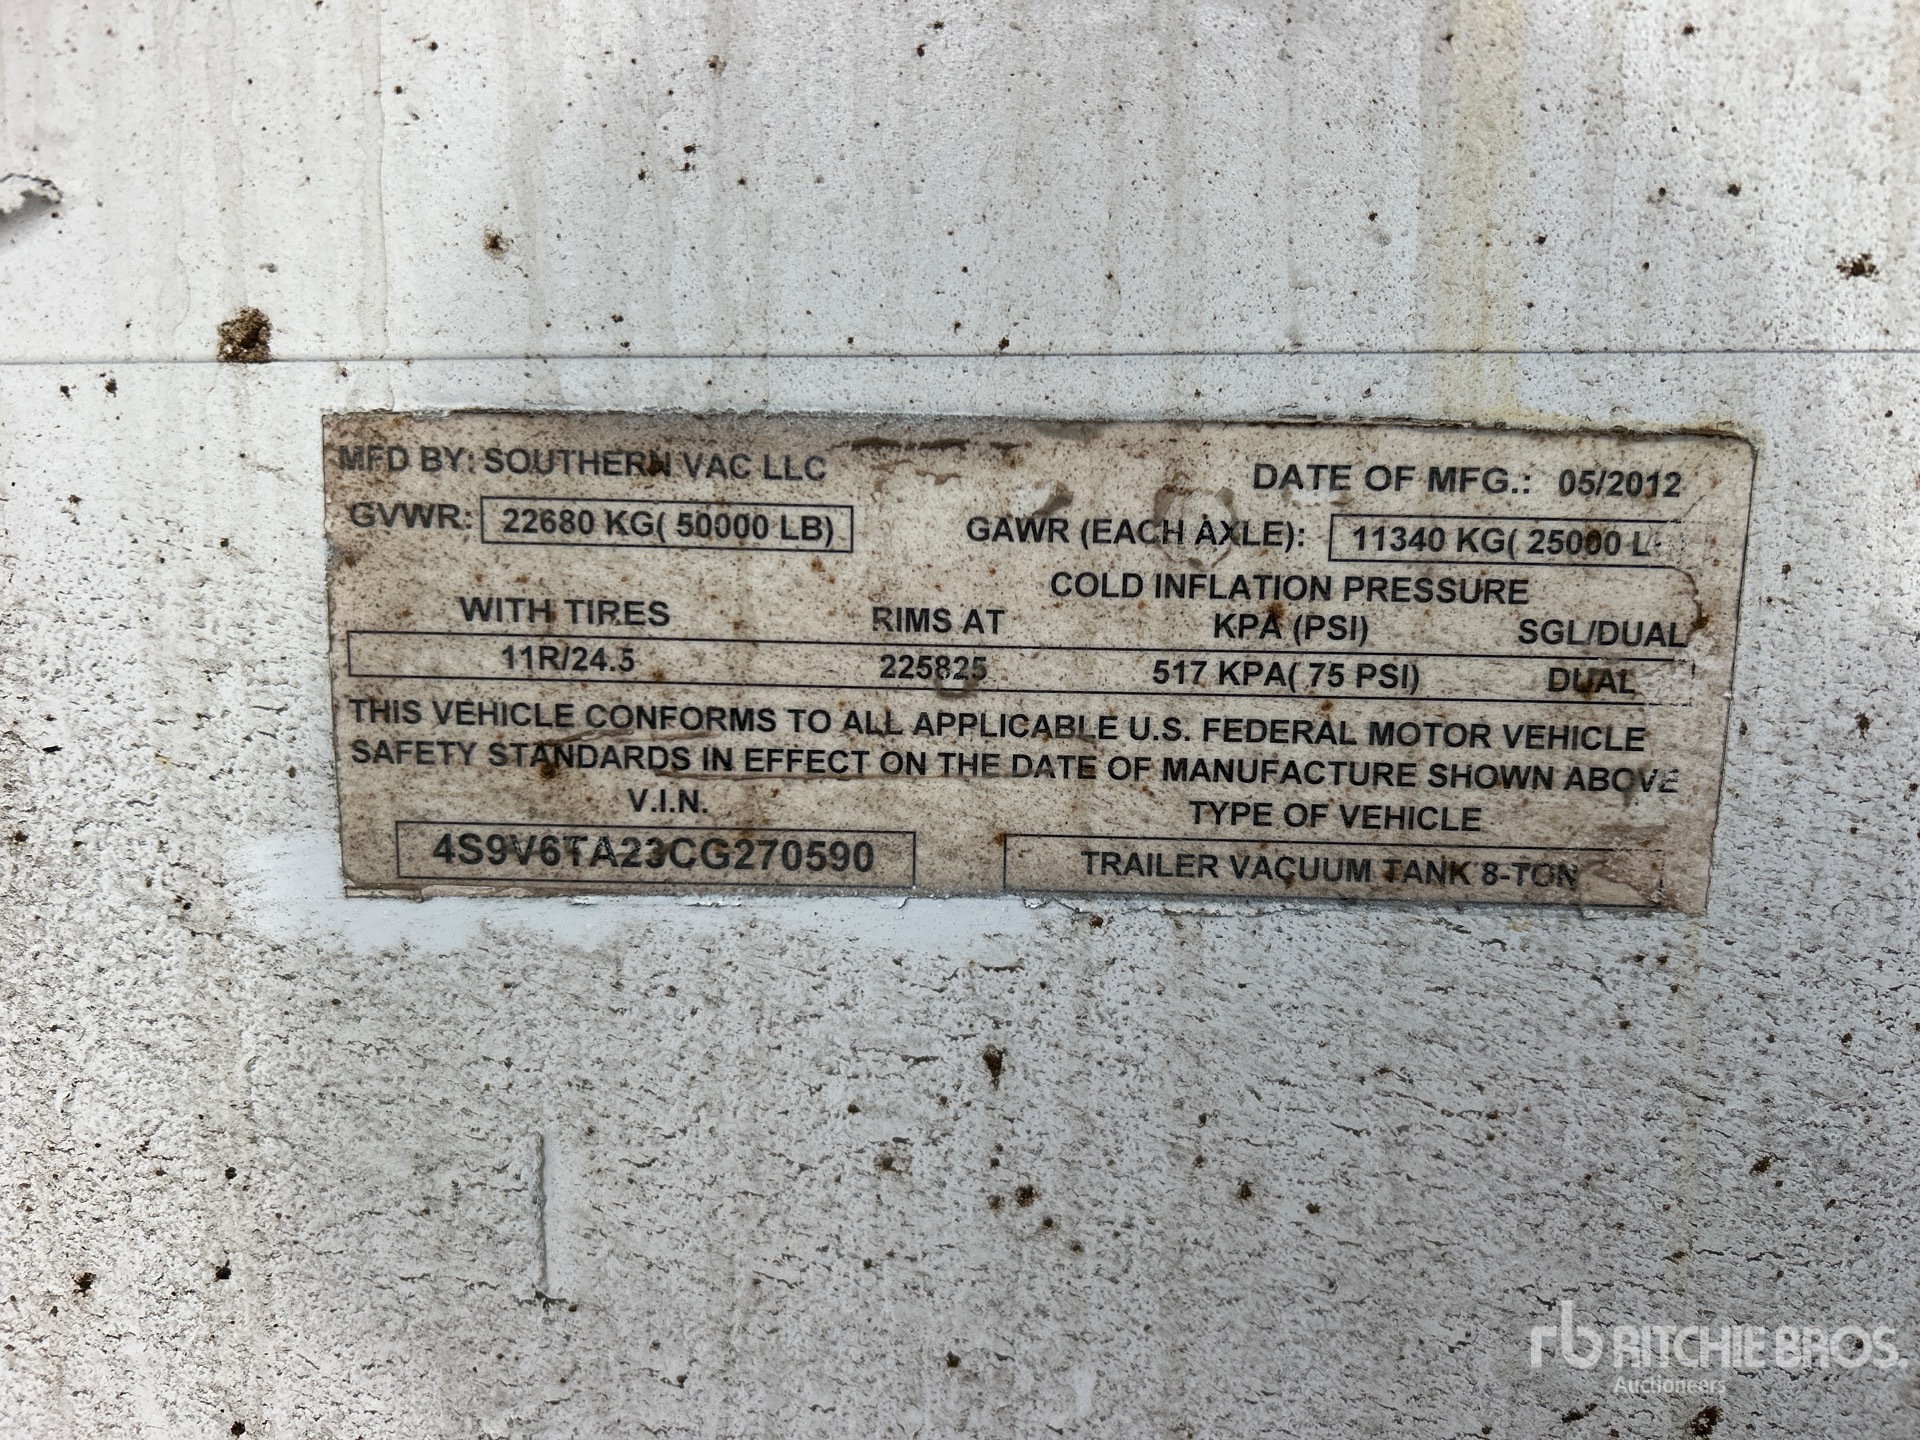 MFD BY: SOUTHERN VAC LLC DATE OF MFG.: 05/2012
GVWR: 22680 KG( 50000 LB) GAWR (EACH AXLE): 11340 KG( 25000 L
COLD INFLATION PRESSURE
WITH TIRES RIMS AT KPA (PSI) SGL/DUAL
11R/24.5 225825 517 KPA( 75 PSI) DUAL
THIS VEHICLE CONFORMS TO ALL APPLICABLE U.S. FEDERAL MOTOR VEHICLE
SAFETY STANDARDS IN EFFECT ON THE DATE OF MANUFACTURE SHOWN ABOVE
V.I.N. TYPE OF VEHICLE
4S9V6TA23CG270590 TRAILER VACUUM TANK 8-TON
rb RITCHIE BROS.
Auctioneers